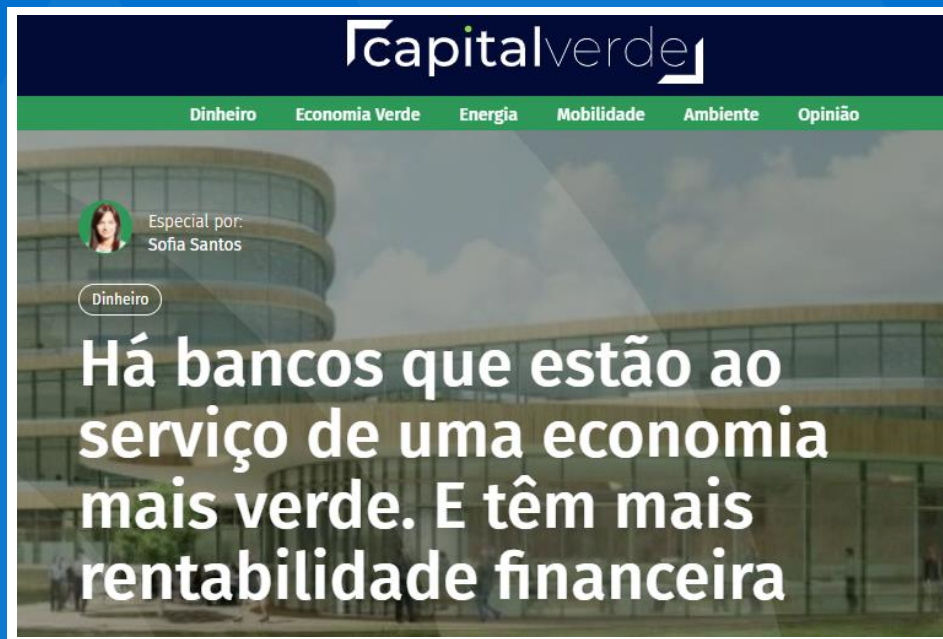 capitalverde
Dinheiro Economia Verde Energia Mobilidade Ambiente Opinião
Especial por:
Sofia Santos
Dinheiro
Há bancos que estão ao
serviço de uma economia
mais verde. E têm mais
rentabilidade financeira